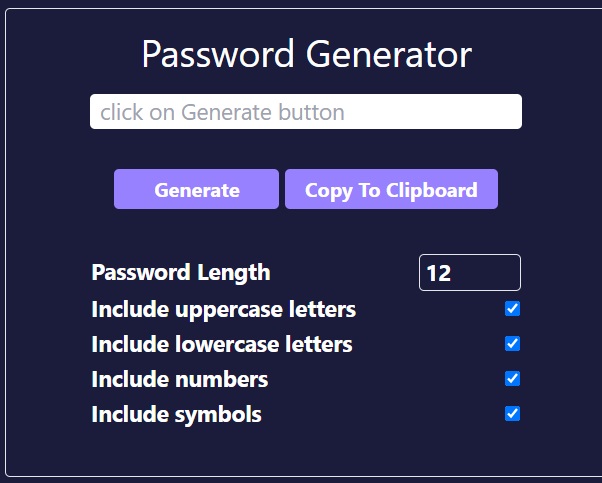 Password Generator
click on Generate button
Generate Copy To Clipboard
Password Length 12
Include uppercase letters
Include lowercase letters
Include numbers
Include symbols